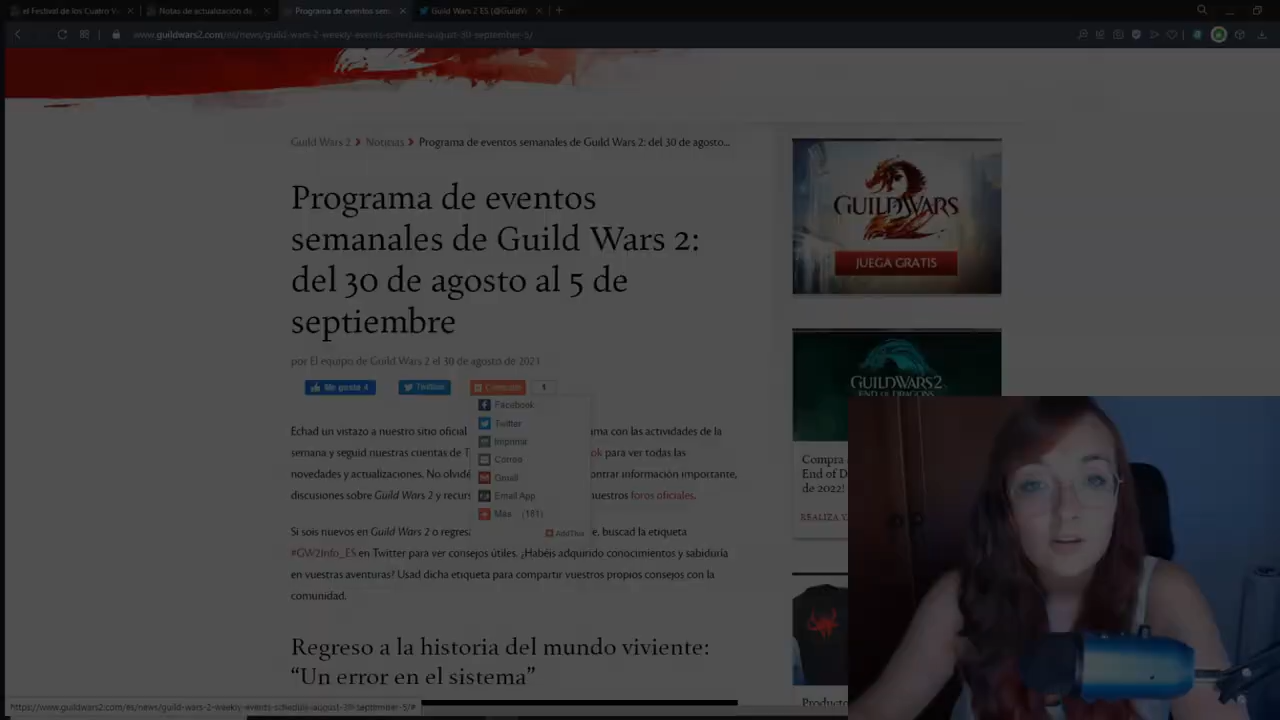 el Festival de los Cuatro V
Notas de actualización de
Programa de eventos sem
Guild Wars 2 ES (@GuildW
www.guildwars2.com/es/news/guild-wars-2-weekly-events-schedule-august-30-september-5/
Guild Wars 2 > Noticias > Programa de eventos semanales de Guild Wars 2: del 30 de agosto...
Programa de eventos
semanales de Guild Wars 2:
del 30 de agosto al 5 de
septiembre
por El equipo de Guild Wars 2 el 30 de agosto de 2021
Me gusta 4
Twittear
Compartir
1
Facebook
Twitter
Imprimir
Correo
Gmail
Email App
Más... (181)
AddThis
Echad un vistazo a nuestro sitio oficial ama con las actividades de la
semana y seguid nuestras cuentas de T ok para ver todas las
novedades y actualizaciones. No olvidé ontrar información importante,
discusiones sobre Guild Wars 2 y recurs nuestros foros oficiales.
Si sois nuevos en Guild Wars 2 o regres e, buscad la etiqueta
#GW2Info_ES en Twitter para ver consejos útiles. ¿Habéis adquirido conocimientos y sabiduría
en vuestras aventuras? Usad dicha etiqueta para compartir vuestros propios consejos con la
comunidad.
Regreso a la historia del mundo viviente:
“Un error en el sistema”
GUILD WARS
JUEGA GRATIS
GUILD WARS 2
END OF DRAGONS
Compra a
End of D
de 2022!
REALIZA
Producto
https://www.guildwars2.com/es/news/guild-wars-2-weekly-events-schedule-august-30-september-5/#